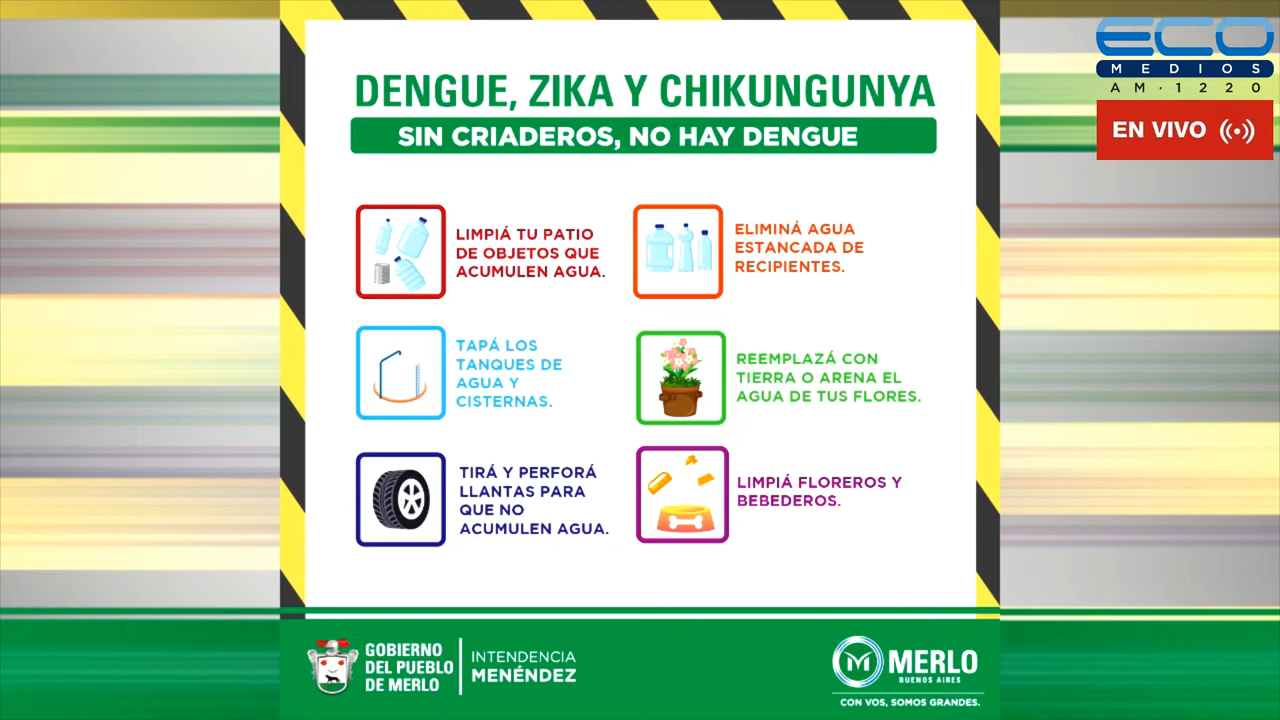 ECO
MEDIOS
AM·1220
EN VIVO
DENGUE, ZIKA Y CHIKUNGUNYA
SIN CRIADEROS, NO HAY DENGUE
LIMPIÁ TU PATIO
DE OBJETOS QUE
ACUMULEN AGUA.
ELIMINÁ AGUA
ESTANCADA DE
RECIPIENTES.
TAPÁ LOS
TANQUES DE
AGUA Y
CISTERNAS.
REEMPLAZÁ CON
TIERRA O ARENA EL
AGUA DE TUS FLORES.
TIRÁ Y PERFORÁ
LLANTAS PARA
QUE NO
ACUMULEN AGUA.
LIMPIÁ FLOREROS Y
BEBEDEROS.
GOBIERNO
DEL PUEBLO
DE MERLO
INTENDENCIA
MENÉNDEZ
MERLO
BUENOS AIRES
CON VOS, SOMOS GRANDES.